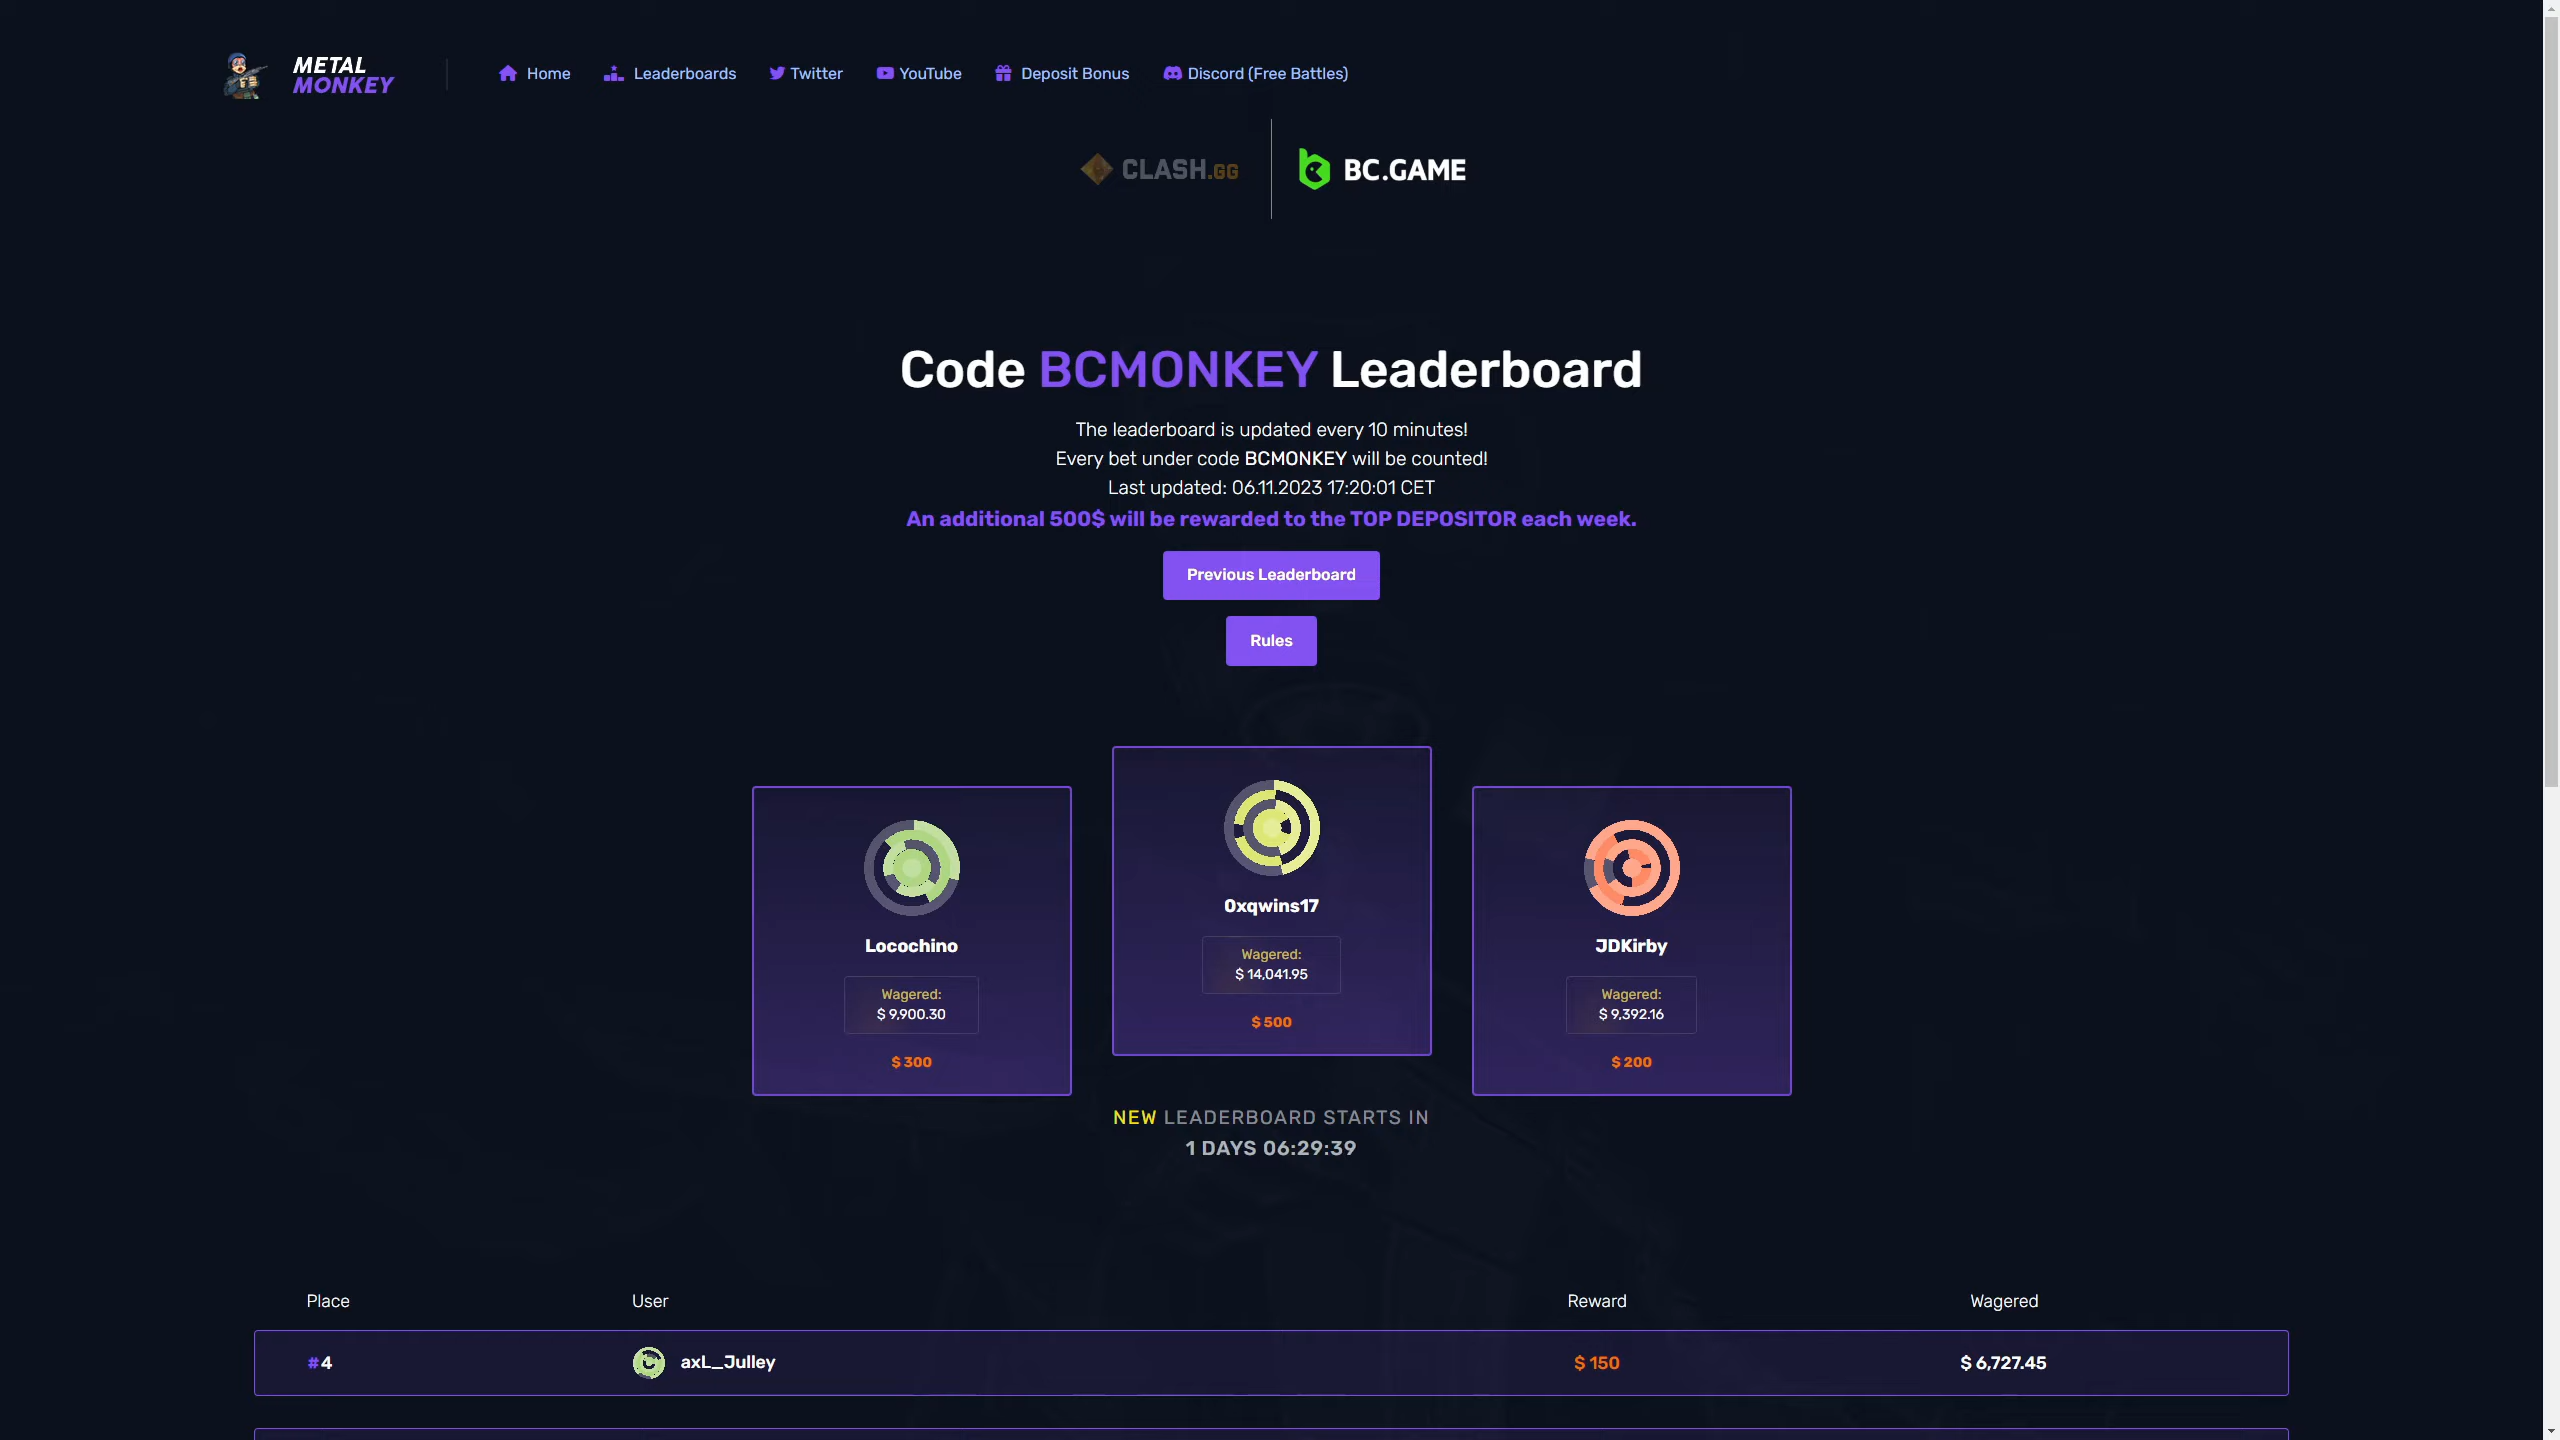 METAL
MONKEY
Home
Leaderboards
Twitter
YouTube
Deposit Bonus
Discord (Free Battles)
CLASH.GG
BC.GAME
Code BCMONKEY Leaderboard
The leaderboard is updated every 10 minutes!
Every bet under code BCMONKEY will be counted!
Last updated: 06.11.2023 17:20:01 CET
An additional 500$ will be rewarded to the TOP DEPOSITOR each week.
Previous Leaderboard
Rules
Locochino
Wagered:
$ 9,900.30
$ 300
0xqwins17
Wagered:
$ 14,041.95
$ 500
JDKirby
Wagered:
$ 9,392.16
$ 200
NEW LEADERBOARD STARTS IN
1 DAYS 06:29:39
Place User Reward Wagered
#4 axL_Julley $ 150 $ 6,727.45